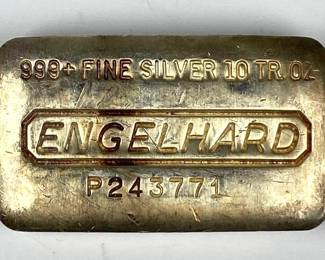 999+ FINE SILVER 10 TR. OZ
ENGELHARD
P243771